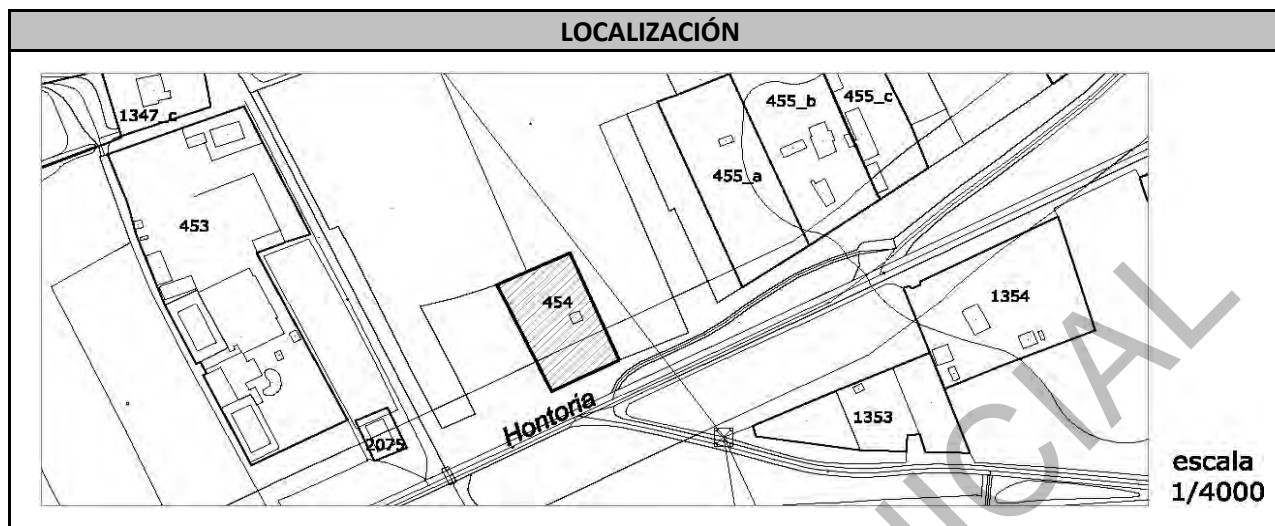 LOCALIZACIÓN
1347_c
453
454
455_a
455_b
455_c
1354
1353
2075
Hontoria
escala
1/4000